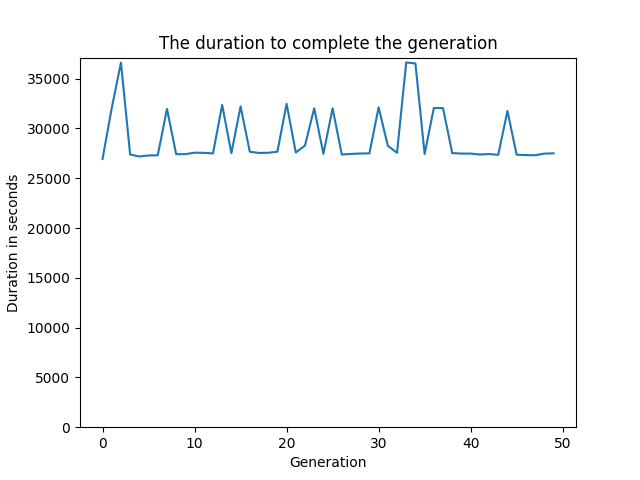 The duration to complete the generation
35000
30000
25000
20000
15000
10000
5000
0
Duration in seconds
0 10 20 30 40 50
Generation